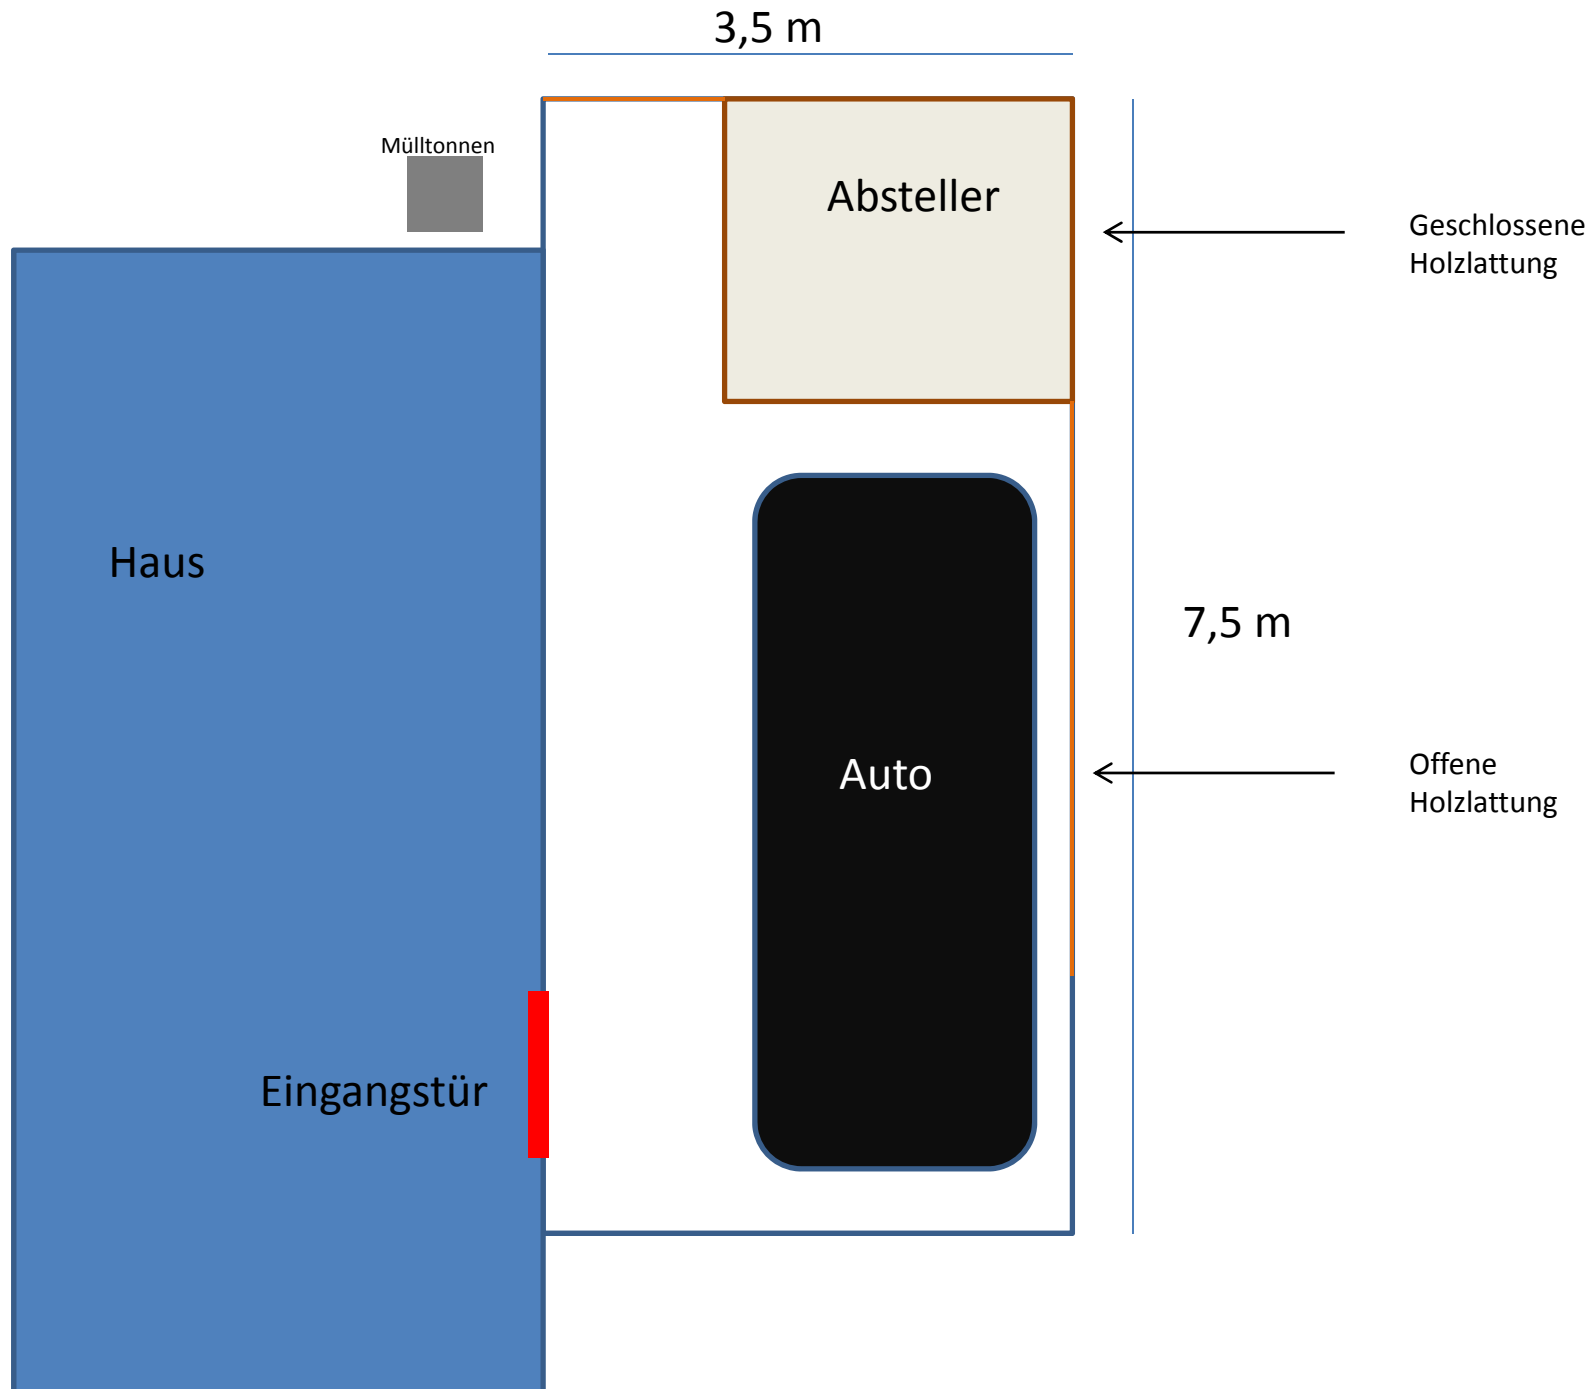 3,5 m
Mülltonnen
Absteller
Geschlossene
Holzlattung
Haus
7,5 m
Auto
Offene
Holzlattung
Eingangstür